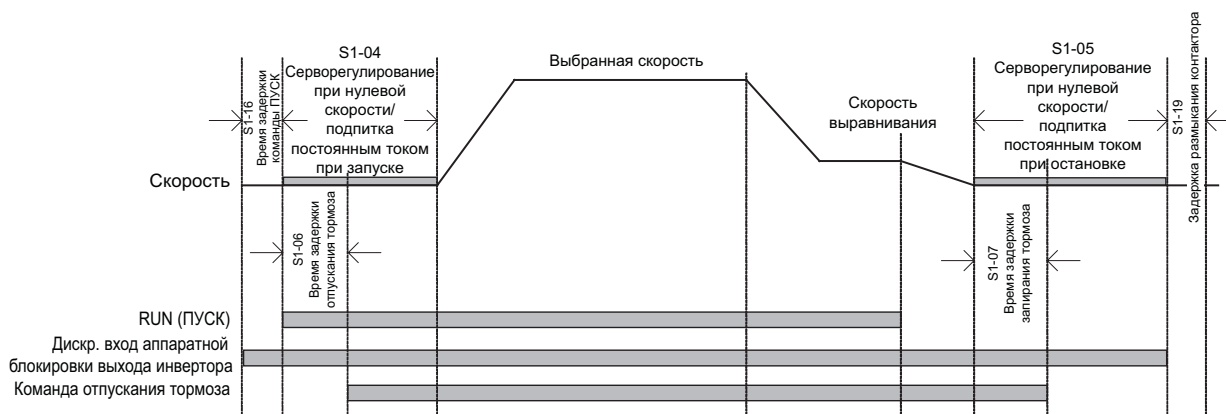 S1-16
Время задержки
команды ПУСК
S1-04
Серворегулирование
при нулевой
скорости/
подпитка
постоянным током
при запуске
Выбранная скорость
Скорость
выравнивания
S1-05
Серворегулирование
при нулевой
скорости/
подпитка
постоянным током
при остановке
S1-19
Задержка размыкания контактора
Скорость
S1-06
Время задержки
отпускания тормоза
S1-07
Время задержки
запирания тормоза
RUN (ПУСК)
Дискр. вход аппаратной
блокировки выхода инвертора
Команда отпускания тормоза